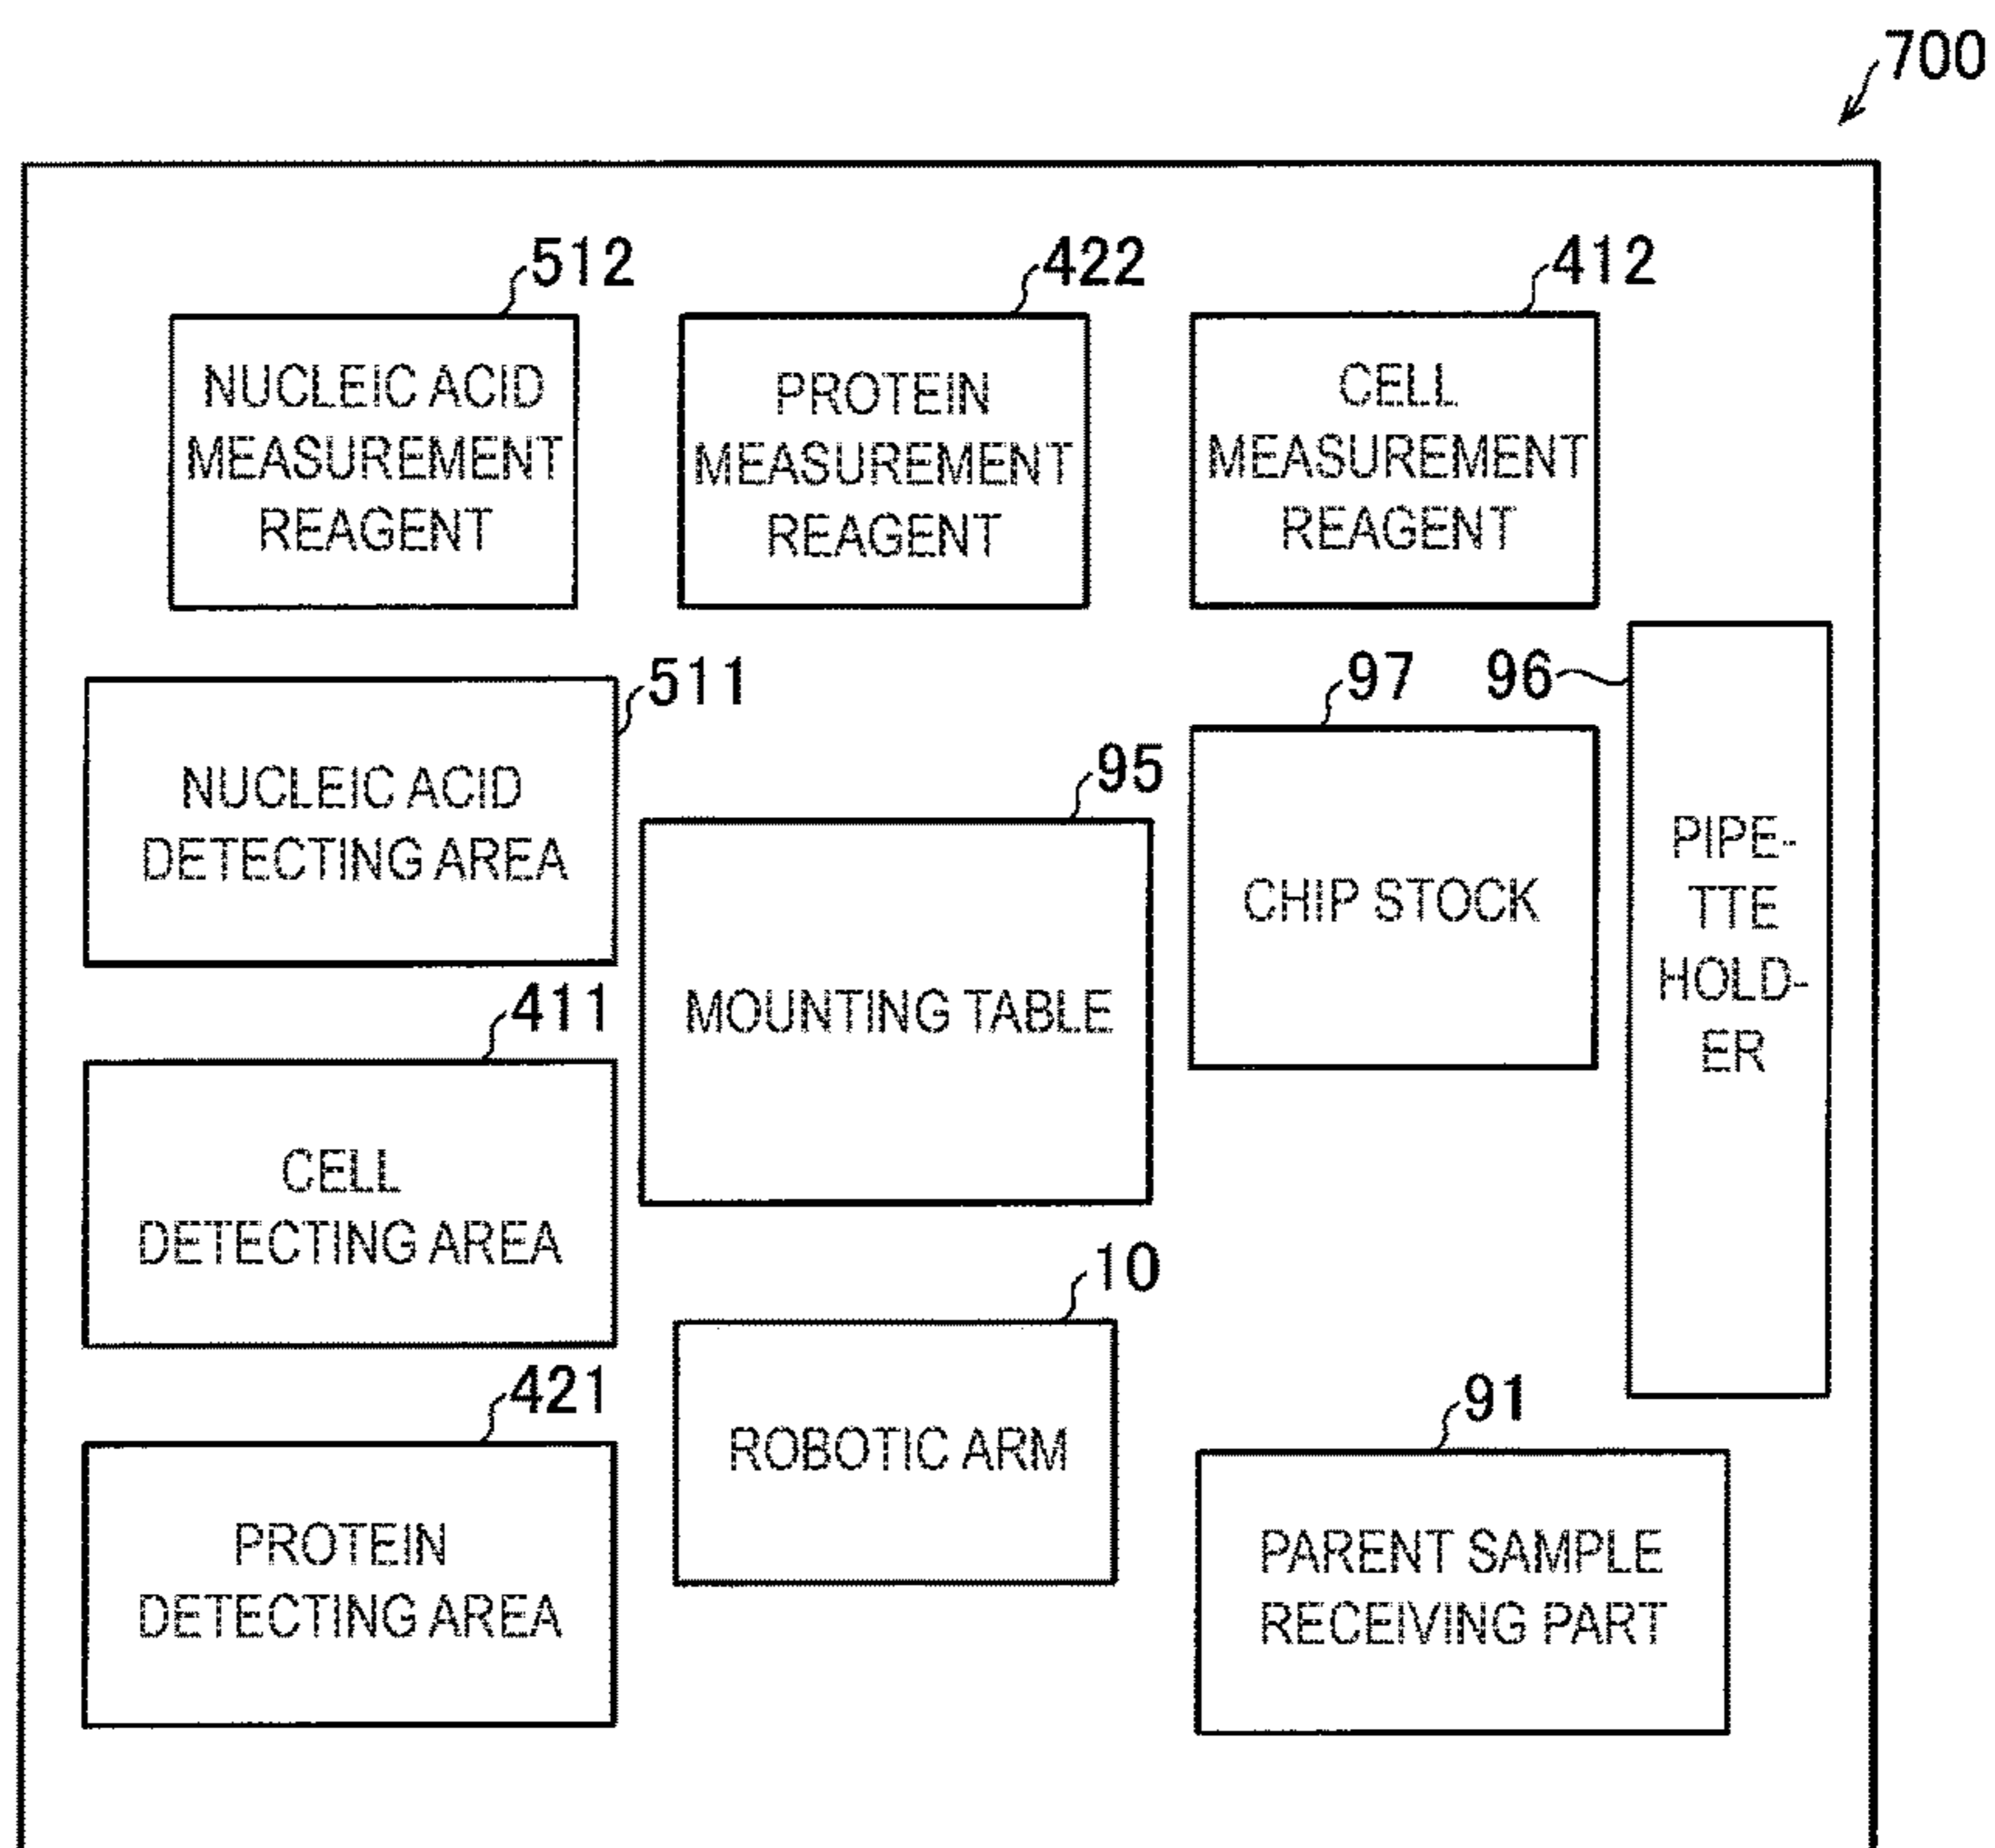 700
512
422
412
NUCLEIC ACID
MEASUREMENT
REAGENT
PROTEIN
MEASUREMENT
REAGENT
CELL
MEASUREMENT
REAGENT
511
97
96
95
NUCLEIC ACID
DETECTING AREA
MOUNTING TABLE
CHIP STOCK
PIPE-
TTE
HOLD-
ER
411
CELL
DETECTING AREA
10
ROBOTIC ARM
421
PROTEIN
DETECTING AREA
91
PARENT SAMPLE
RECEIVING PART